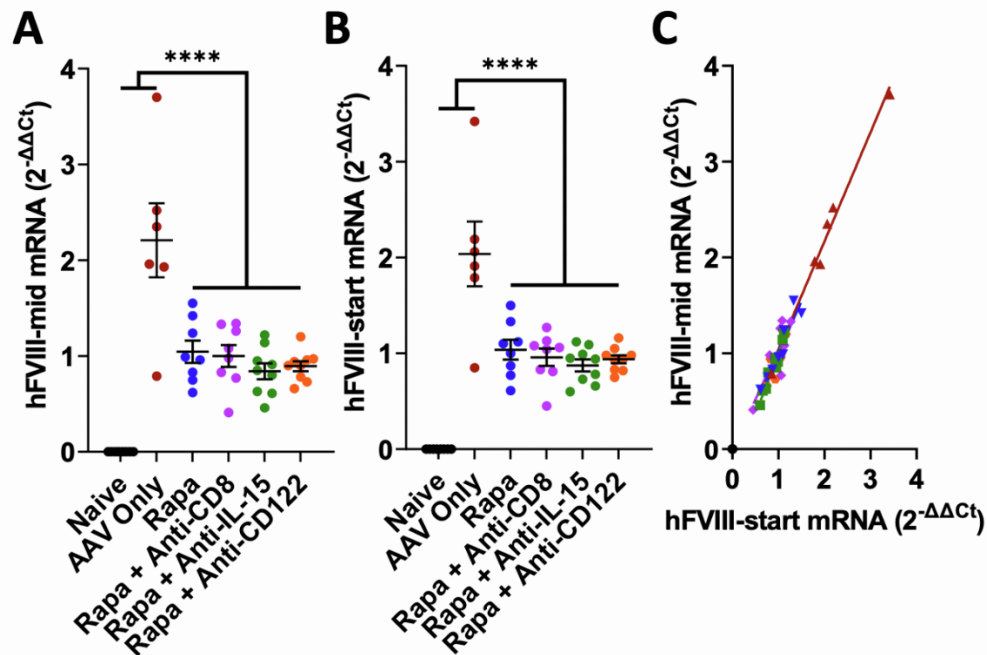 A
hFVIII-mid mRNA (2-ΔΔCt)
4
3
2
1
0
****
Naive
AAV Only
Rapa
Rapa + Anti-CD8
Rapa + Anti-IL-15
Rapa + Anti-CD122
B
hFVIII-start mRNA (2-ΔΔCt)
4
3
2
1
0
****
Naive
AAV Only
Rapa
Rapa + Anti-CD8
Rapa + Anti-IL-15
Rapa + Anti-CD122
C
hFVIII-mid mRNA (2-ΔΔCt)
4
3
2
1
0
0 1 2 3 4
hFVIII-start mRNA (2-ΔΔCt)